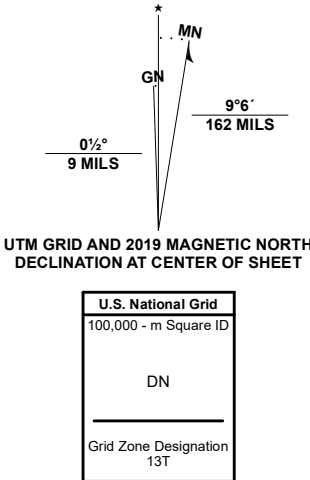 ★
MN
GN
9°6´
162 MILS
0½°
9 MILS
UTM GRID AND 2019 MAGNETIC NORTH
DECLINATION AT CENTER OF SHEET
U.S. National Grid
100,000 - m Square ID
DN
Grid Zone Designation
13T